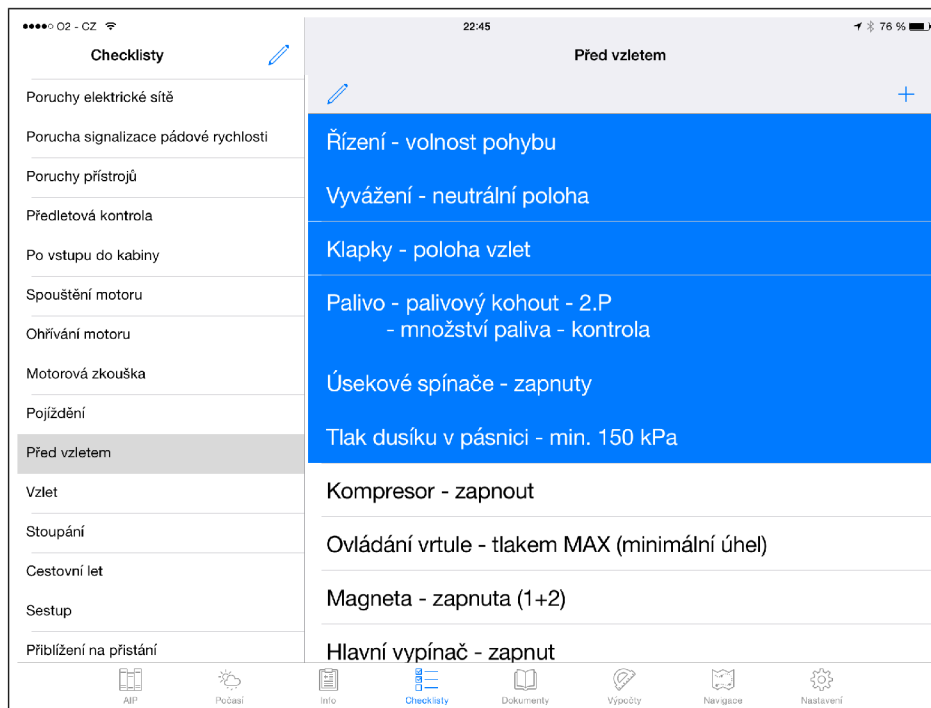 O2 - CZ
22:45
76 %
Checklisty
Před vzletem
Poruchy elektrické sítě
Porucha signalizace pádové rychlosti
Poruchy přístrojů
Předletová kontrola
Po vstupu do kabiny
Spouštění motoru
Ohřívání motoru
Motorová zkouška
Pojíždění
Před vzletem
Vzlet
Stoupání
Cestovní let
Sestup
Přiblížení na přistání
Řízení - volnost pohybu
Vyvážení - neutrální poloha
Klapky - poloha vzlet
Palivo - palivový kohout - 2.P
- množství paliva - kontrola
Úsekové spínače - zapnuty
Tlak dusíku v pásnici - min. 150 kPa
Kompresor - zapnout
Ovládání vrtule - tlakem MAX (minimální úhel)
Magneta - zapnuta (1+2)
Hlavní vypínač - zapnut
AIP
Počasí
Info
Checklisty
Dokumenty
Výpočty
Navigace
Nastavení